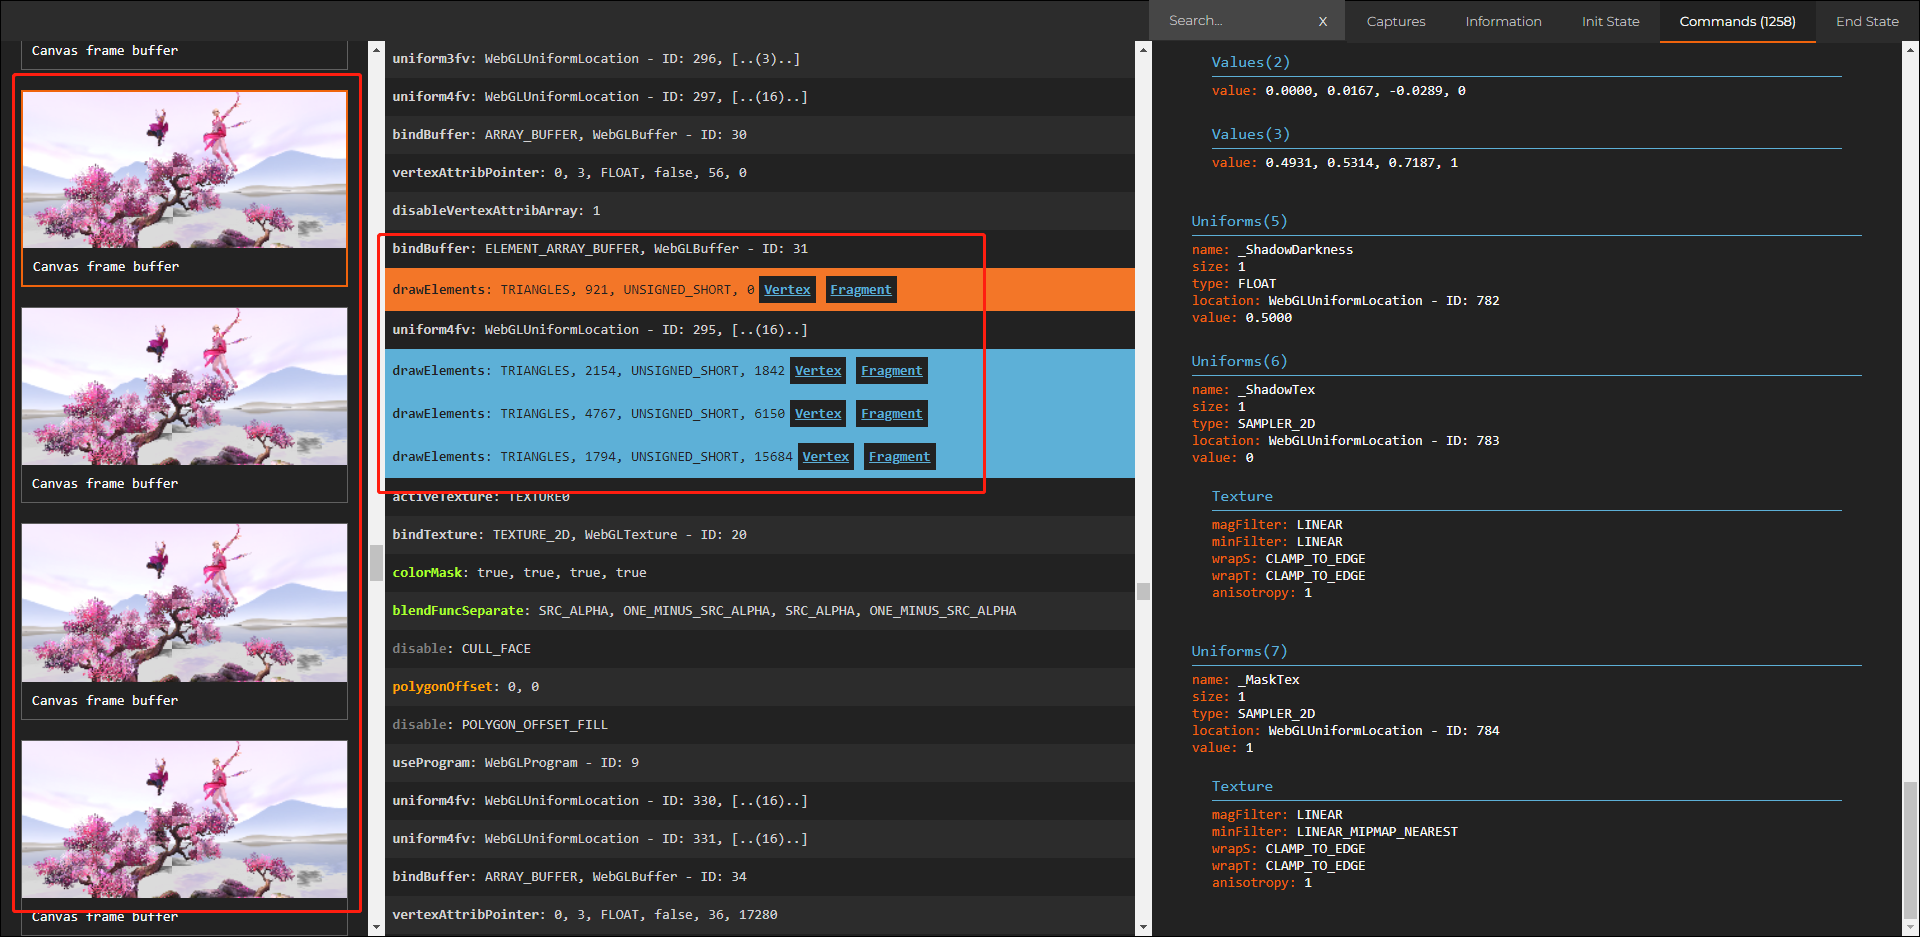 Search...
X
Captures
Information
Init State
Commands (1258)
End State
Canvas frame buffer
Canvas frame buffer
Canvas frame buffer
Canvas frame buffer
Canvas frame buffer
uniform3fv: WebGLUniformLocation - ID: 296, [..(3)..]
uniform4fv: WebGLUniformLocation - ID: 297, [..(16)..]
bindBuffer: ARRAY_BUFFER, WebGLBuffer - ID: 30
vertexAttribPointer: 0, 3, FLOAT, false, 56, 0
disableVertexAttribArray: 1
bindBuffer: ELEMENT_ARRAY_BUFFER, WebGLBuffer - ID: 31
drawElements: TRIANGLES, 921, UNSIGNED_SHORT, 0 Vertex Fragment
uniform4fv: WebGLUniformLocation - ID: 295, [..(16)..]
drawElements: TRIANGLES, 2154, UNSIGNED_SHORT, 1842 Vertex Fragment
drawElements: TRIANGLES, 4767, UNSIGNED_SHORT, 6150 Vertex Fragment
drawElements: TRIANGLES, 1794, UNSIGNED_SHORT, 15684 Vertex Fragment
activeTexture: TEXTURE0
bindTexture: TEXTURE_2D, WebGLTexture - ID: 20
colorMask: true, true, true, true
blendFuncSeparate: SRC_ALPHA, ONE_MINUS_SRC_ALPHA, SRC_ALPHA, ONE_MINUS_SRC_ALPHA
disable: CULL_FACE
polygonOffset: 0, 0
disable: POLYGON_OFFSET_FILL
useProgram: WebGLProgram - ID: 9
uniform4fv: WebGLUniformLocation - ID: 330, [..(16)..]
uniform4fv: WebGLUniformLocation - ID: 331, [..(16)..]
bindBuffer: ARRAY_BUFFER, WebGLBuffer - ID: 34
vertexAttribPointer: 0, 3, FLOAT, false, 36, 17280
Values(2)
value: 0.0000, 0.0167, -0.0289, 0
Values(3)
value: 0.4931, 0.5314, 0.7187, 1
Uniforms(5)
name: _ShadowDarkness
size: 1
type: FLOAT
location: WebGLUniformLocation - ID: 782
value: 0.5000
Uniforms(6)
name: _ShadowTex
size: 1
type: SAMPLER_2D
location: WebGLUniformLocation - ID: 783
value: 0
Texture
magFilter: LINEAR
minFilter: LINEAR
wrapS: CLAMP_TO_EDGE
wrapT: CLAMP_TO_EDGE
anisotropy: 1
Uniforms(7)
name: _MaskTex
size: 1
type: SAMPLER_2D
location: WebGLUniformLocation - ID: 784
value: 1
Texture
magFilter: LINEAR
minFilter: LINEAR_MIPMAP_NEAREST
wrapS: CLAMP_TO_EDGE
wrapT: CLAMP_TO_EDGE
anisotropy: 1